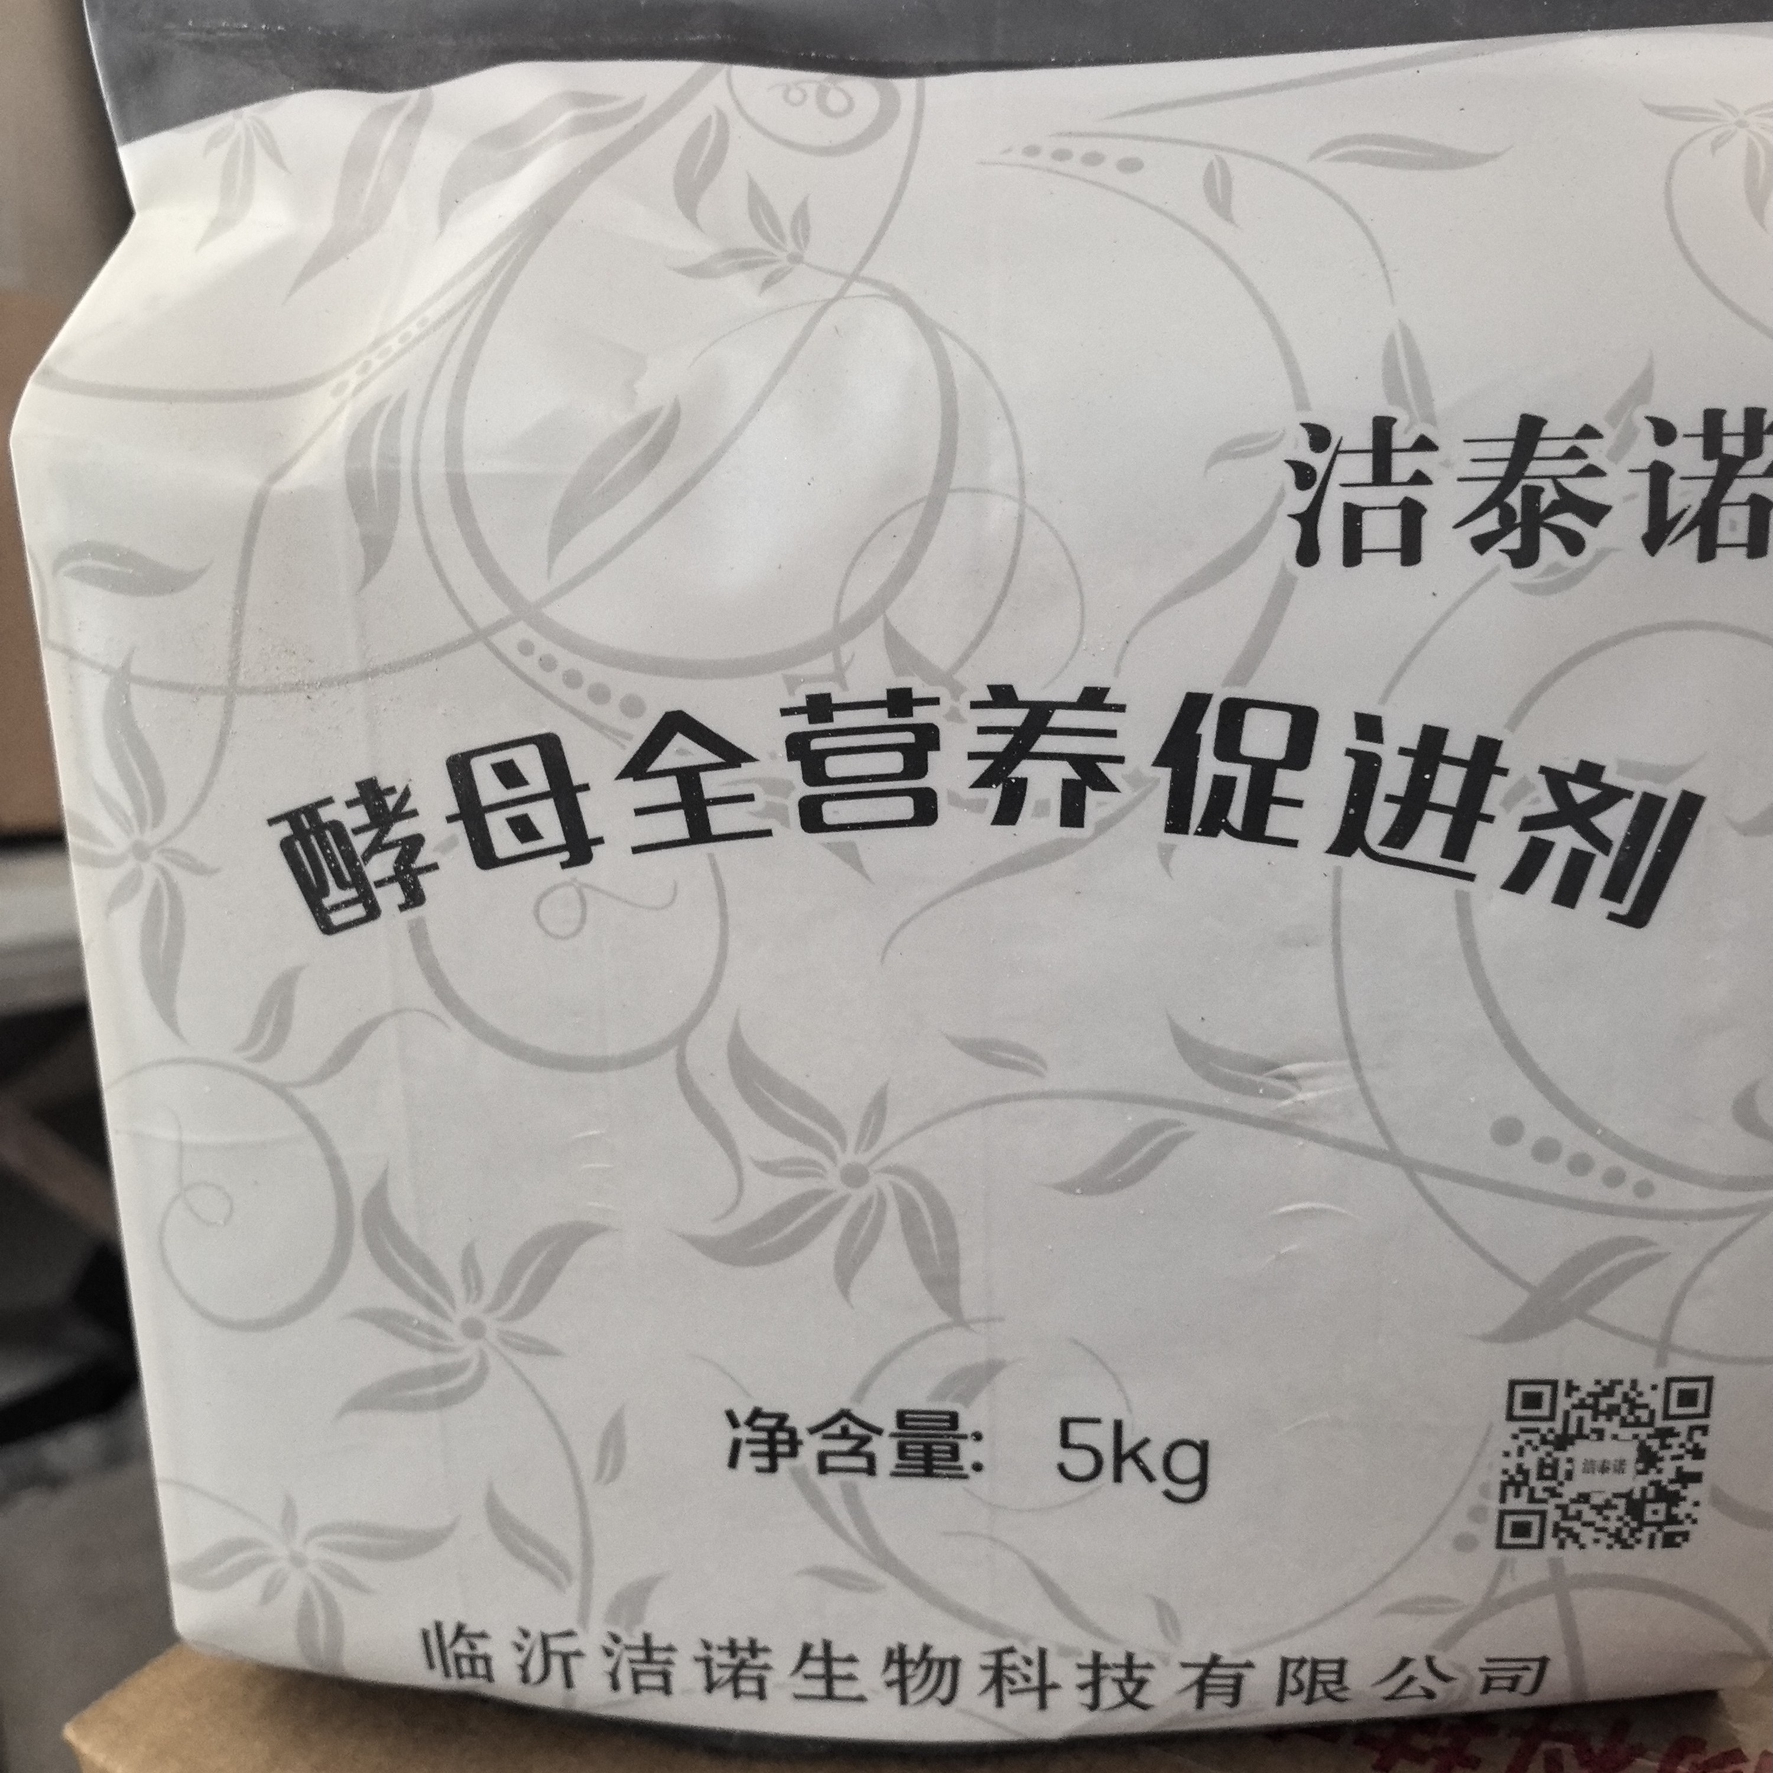 洁泰诺
酵母全营养促进剂
净含量: 5kg
洁泰诺
临沂洁诺生物科技有限公司